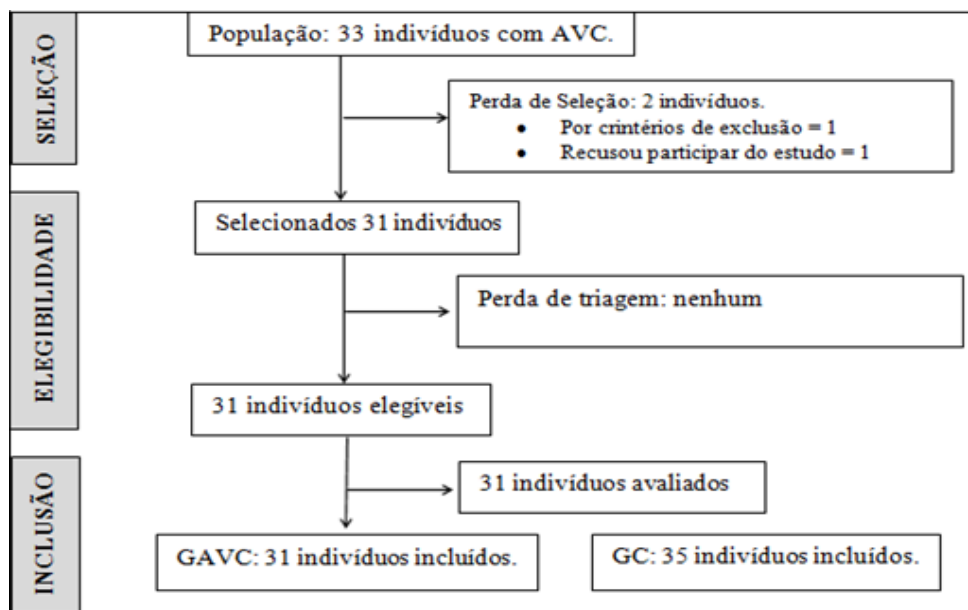 SELEÇÃO
População: 33 indivíduos com AVC.
Perda de Seleção: 2 indivíduos.
• Por crintérios de exclusão = 1
• Recusou participar do estudo = 1
ELEGIBILIDADE
Selecionados 31 indivíduos
Perda de triagem: nenhum
31 indivíduos elegíveis
INCLUSÃO
31 indivíduos avaliados
GAVC: 31 indivíduos incluídos.
GC: 35 indivíduos incluídos.